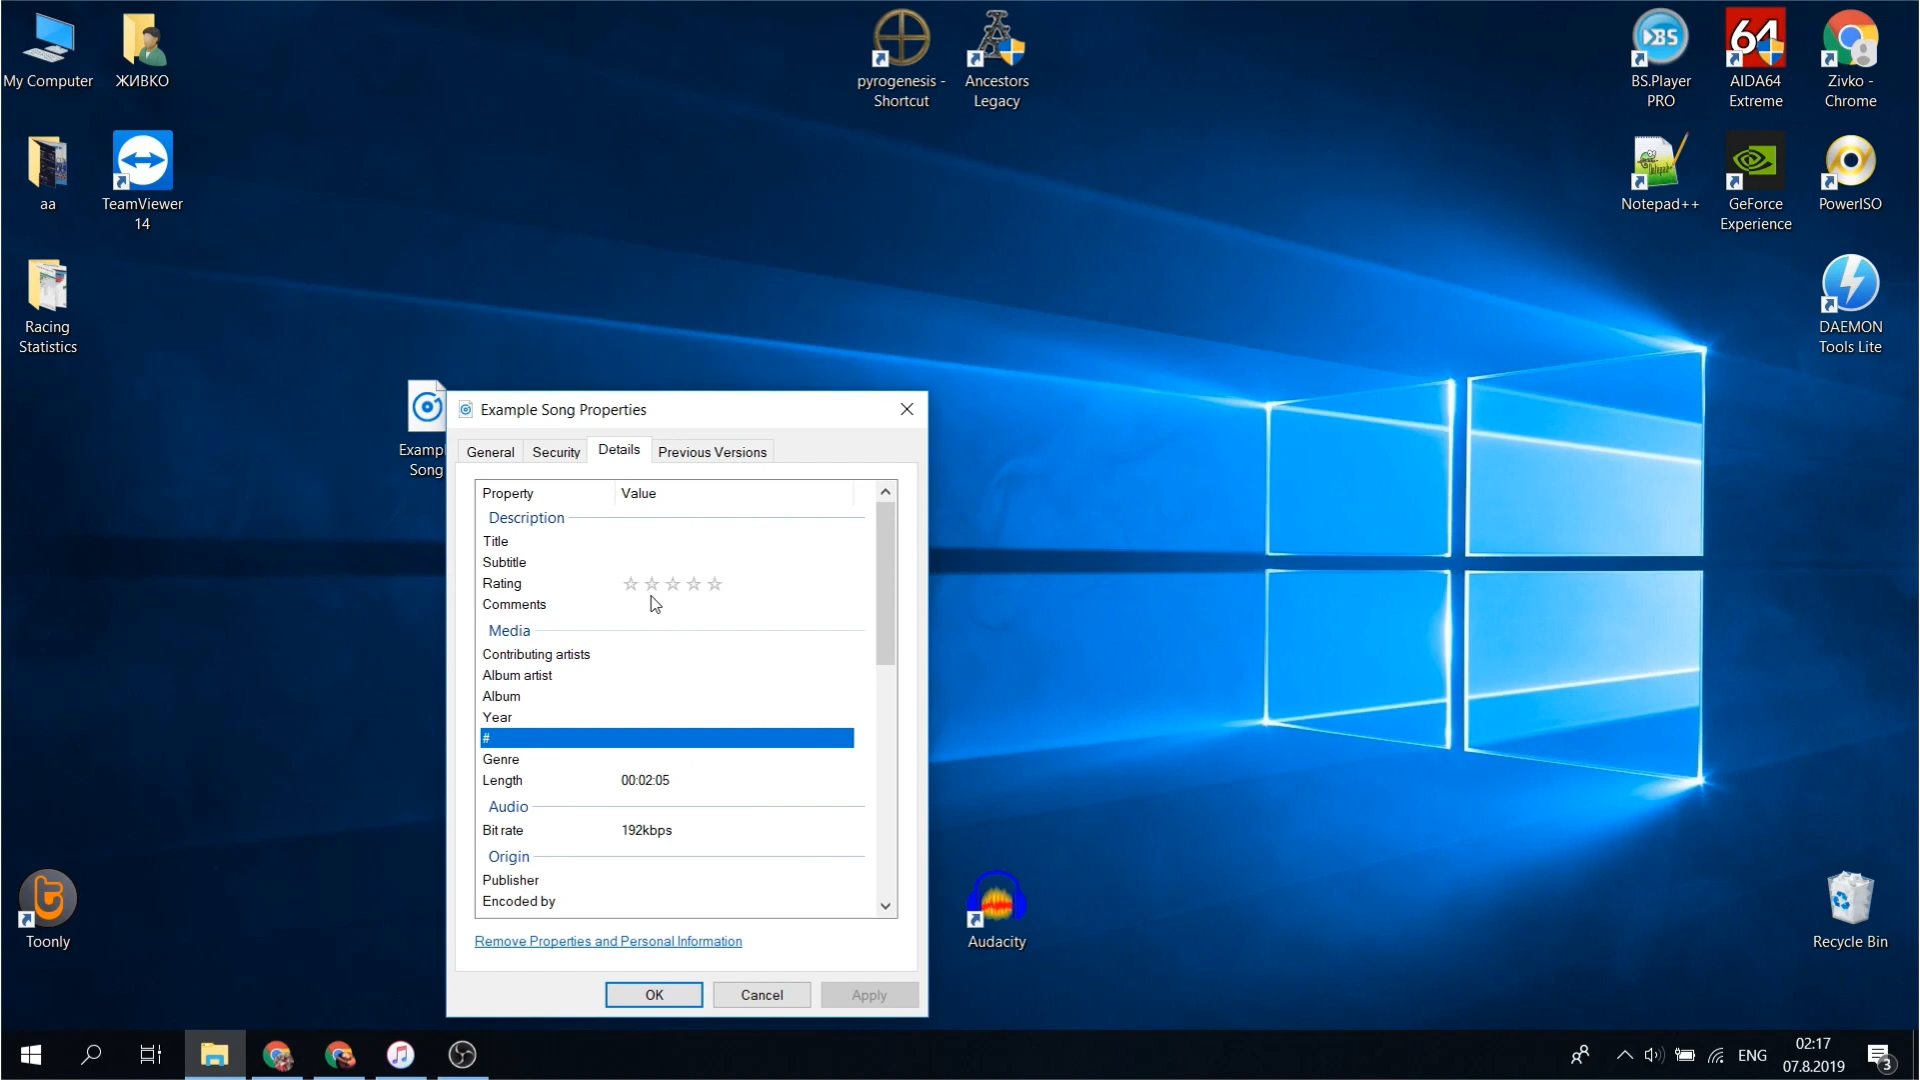 My Computer
ЖИВКО
pyrogenesis -
Shortcut
Ancestors
Legacy
BS.Player
PRO
AIDA64
Extreme
Zivko -
Chrome
aa
TeamViewer
14
Notepad++
GeForce
Experience
PowerISO
Racing
Statistics
DAEMON
Tools Lite
Exampl
Song
Example Song Properties
General
Security
Details
Previous Versions
Property Value
Description
Title
Subtitle
Rating
Comments
Media
Contributing artists
Album artist
Album
Year
#
Genre
Length 00:02:05
Audio
Bit rate 192kbps
Origin
Publisher
Encoded by
Remove Properties and Personal Information
OK
Cancel
Apply
Toonly
Audacity
Recycle Bin
ENG
02:17
07.8.2019
3
BS
64